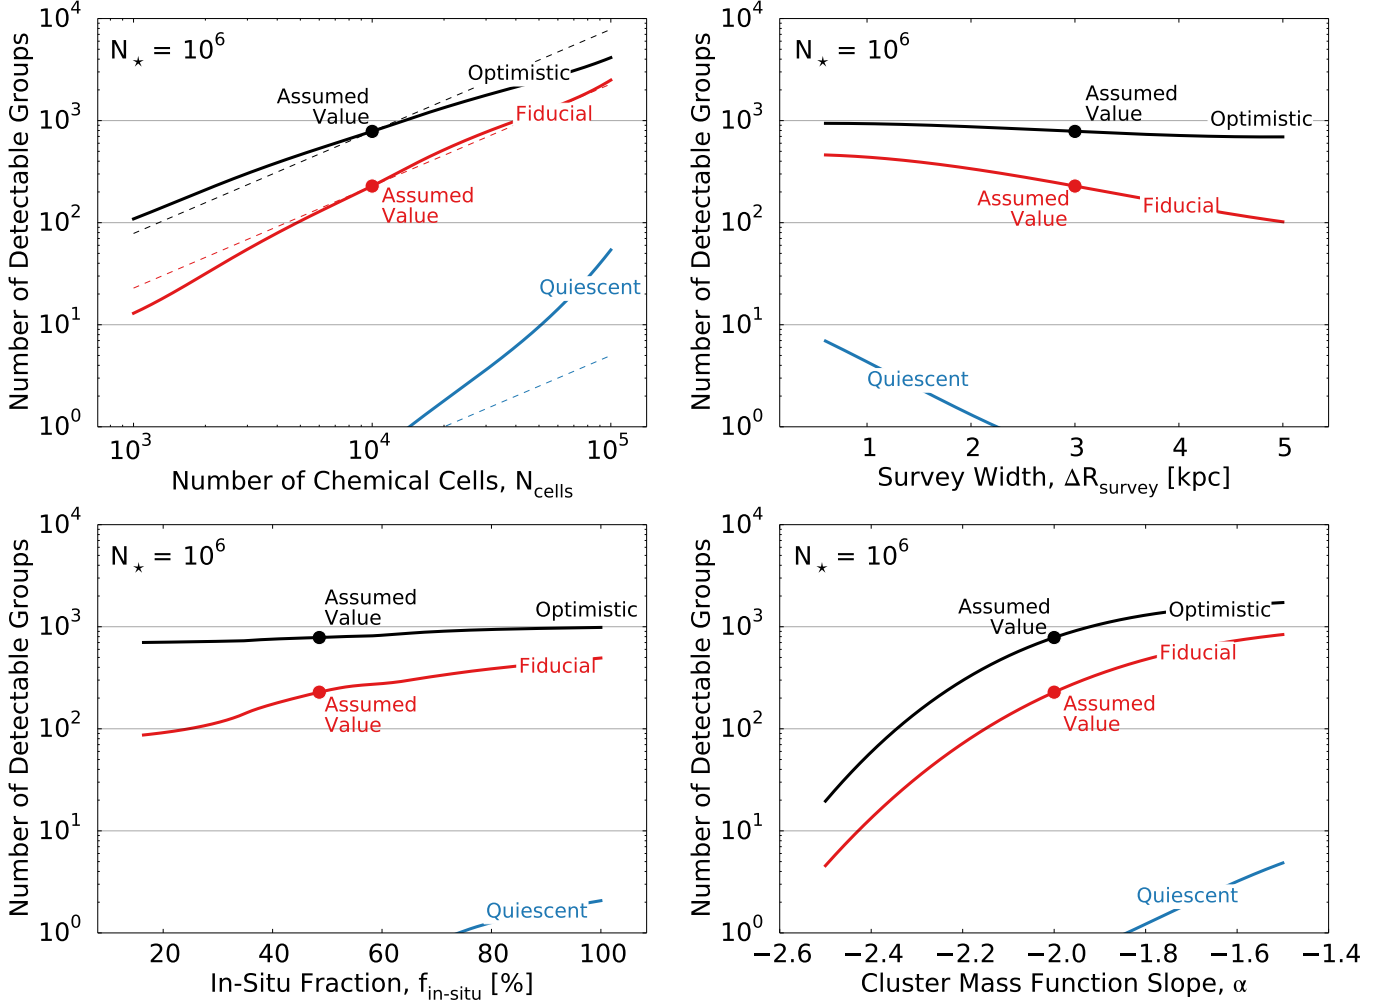 Number of Detectable Groups
10^4
10^3
10^2
10^1
10^0
N⋆ = 10^6
Optimistic
Assumed
Value
Fiducial
Assumed
Value
Quiescent
10^3 10^4 10^5
Number of Chemical Cells, N_cells
Number of Detectable Groups
10^4
10^3
10^2
10^1
10^0
N⋆ = 10^6
Assumed
Value
Optimistic
Assumed
Value
Fiducial
Quiescent
1 2 3 4 5
Survey Width, ΔR_survey [kpc]
Number of Detectable Groups
10^4
10^3
10^2
10^1
10^0
N⋆ = 10^6
Assumed
Value
Optimistic
Fiducial
Assumed
Value
Quiescent
20 40 60 80 100
In-Situ Fraction, f_in-situ [%]
Number of Detectable Groups
10^4
10^3
10^2
10^1
10^0
N⋆ = 10^6
Assumed
Value
Optimistic
Fiducial
Assumed
Value
Quiescent
−2.6 −2.4 −2.2 −2.0 −1.8 −1.6 −1.4
Cluster Mass Function Slope, α